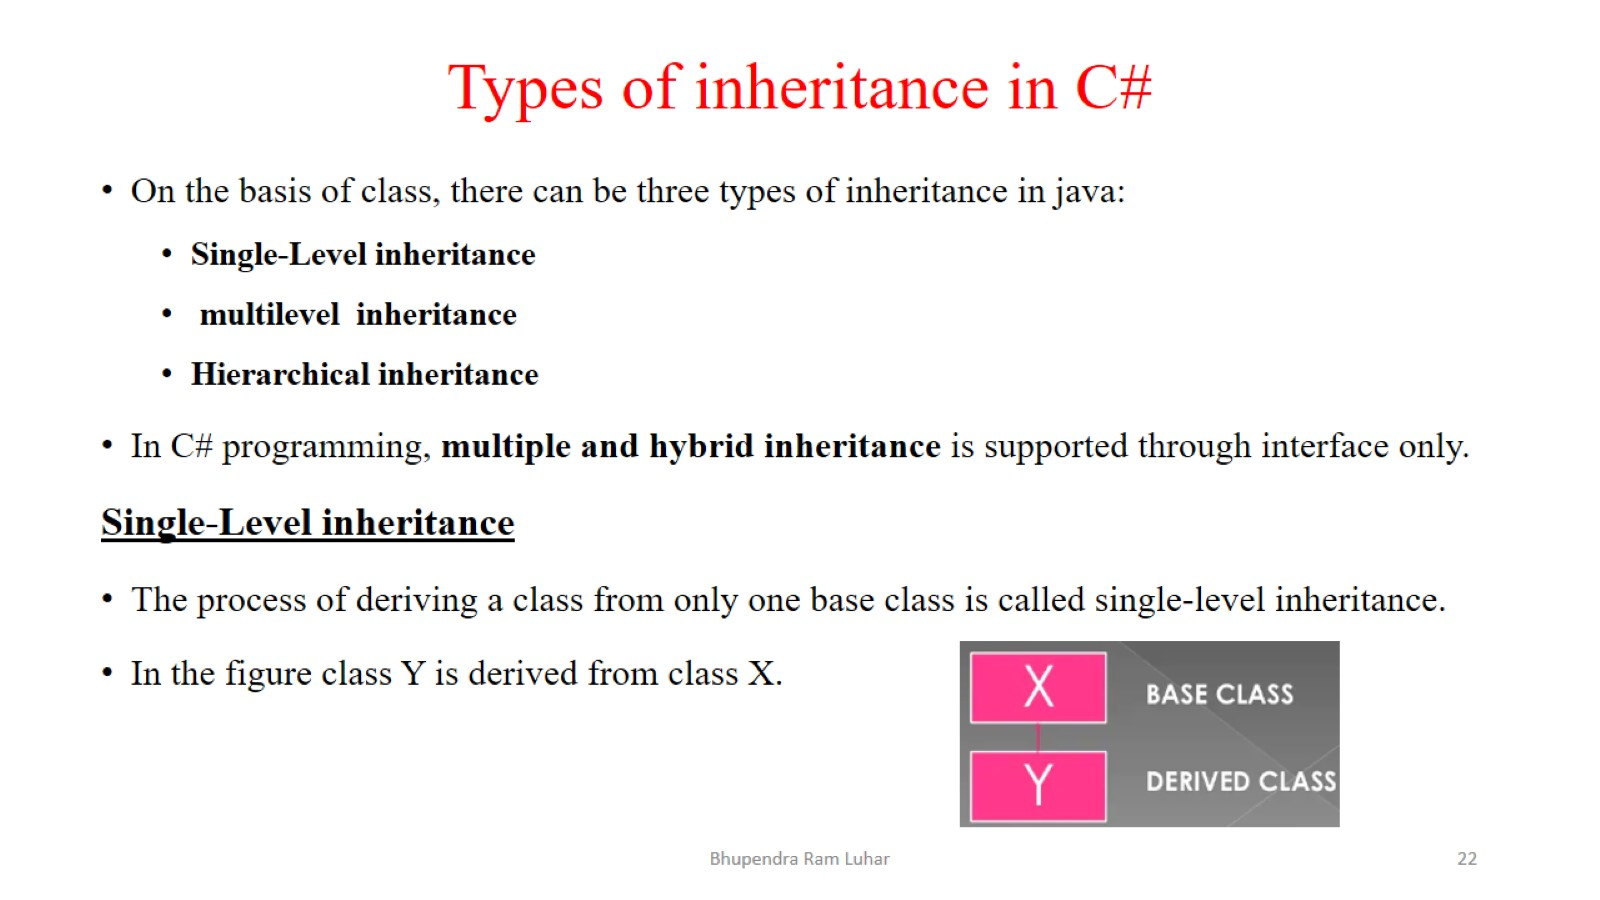 Types of inheritance in C#
• On the basis of class, there can be three types of inheritance in java:
• Single-Level inheritance
• multilevel inheritance
• Hierarchical inheritance
• In C# programming, multiple and hybrid inheritance is supported through interface only.
Single-Level inheritance
• The process of deriving a class from only one base class is called single-level inheritance.
• In the figure class Y is derived from class X.
X BASE CLASS
Y DERIVED CLASS
Bhupendra Ram Luhar 22